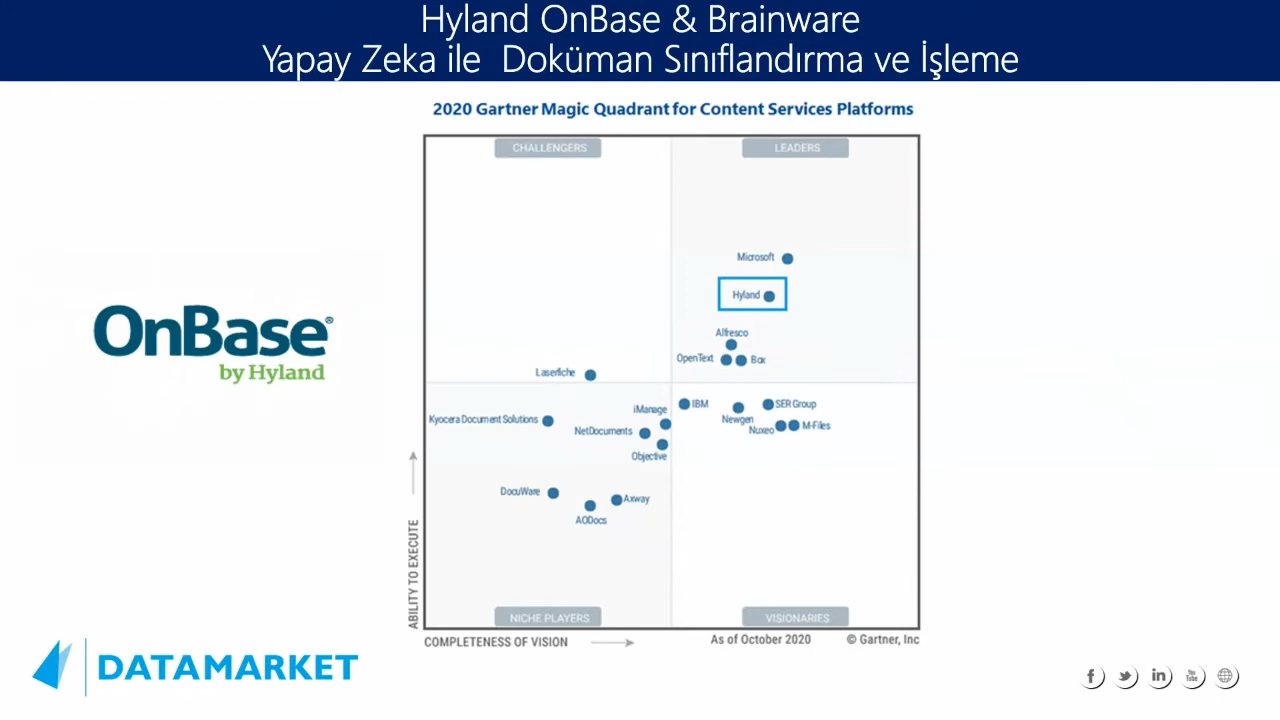 Hyland OnBase & Brainware
Yapay Zeka ile Doküman Sınıflandırma ve İşleme
2020 Gartner Magic Quadrant for Content Services Platforms
CHALLENGERS
LEADERS
Microsoft
Hyland
Alfresco
OpenText
Box
Laserfiche
IBM
SER Group
iManage
Newgen
Kyocera Document Solutions
NetDocuments
Nuxeo
M-Files
Objective
DocuWare
Axway
AODocs
ABILITY TO EXECUTE
NICHE PLAYERS
VISIONARIES
COMPLETENESS OF VISION
As of October 2020
© Gartner, Inc
OnBase®
by Hyland
DATAMARKET
f
in
You
Tube